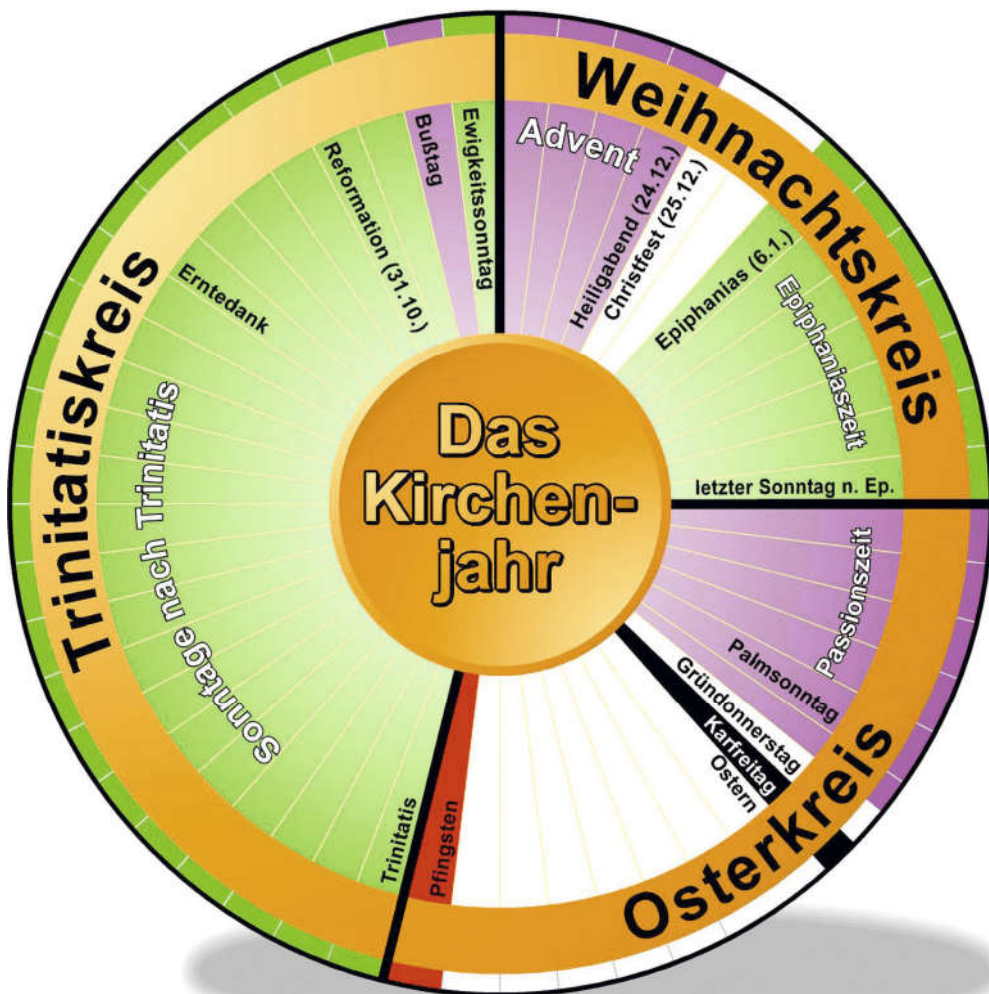 Das
Kirchen-
jahr
Weihnachtskreis
Advent
Heiligabend (24.12.)
Christfest (25.12.)
Epiphanias (6.1.)
Epiphaniaszeit
letzter Sonntag n. Ep.
Osterkreis
Passionszeit
Palmsonntag
Gründonnerstag
Karfreitag
Ostern
Pfingsten
Trinitatiskreis
Trinitatis
Sonntage nach Trinitatis
Erntedank
Reformation (31.10.)
Bußtag
Ewigkeitssonntag